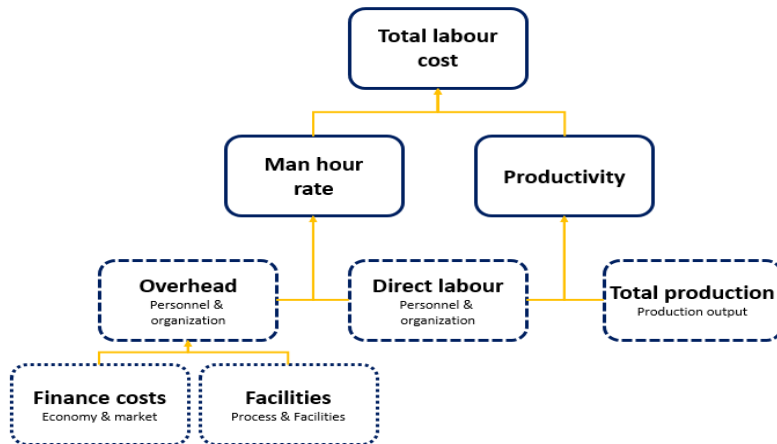 Total labour
cost
Man hour
rate
Productivity
Overhead
Personnel &
organization
Direct labour
Personnel &
organization
Total production
Production output
Finance costs
Economy & market
Facilities
Process & Facilities